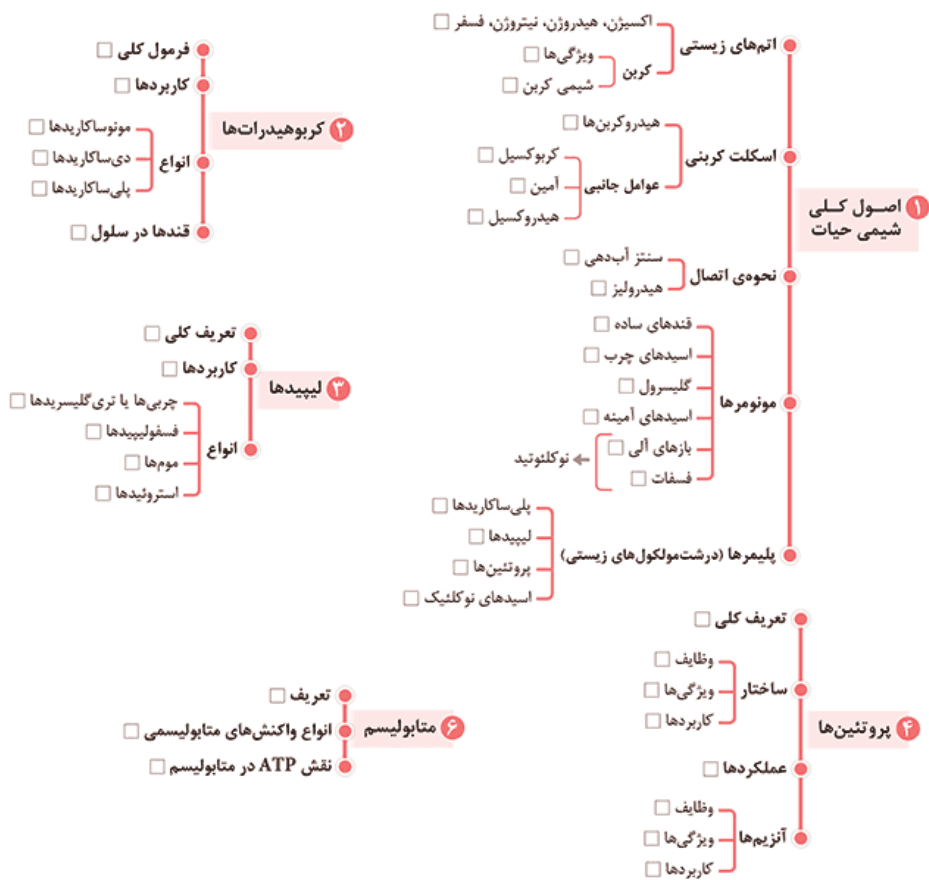 ۱ اصـول کـلی
شیمی حیات
اتم‌های زیستی
اکسیژن، هیدروژن، نیتروژن، فسفر
کربن
ویژگی‌ها
شیمی کربن
اسکلت کربنی
هیدروکربن‌ها
عوامل جانبی
کربوکسیل
آمین
هیدروکسیل
نحوه‌ی اتصال
سنتز آب‌دهی
هیدرولیز
مونومرها
قندهای ساده
اسیدهای چرب
گلیسرول
اسیدهای آمینه
بازهای آلی
فسفات
نوکلئوتید
پلیمرها (درشت‌مولکول‌های زیستی)
پلی‌ساکاریدها
لیپیدها
پروتئین‌ها
اسیدهای نوکلئیک
۲ کربوهیدرات‌ها
فرمول کلی
کاربردها
انواع
مونوساکاریدها
دی‌ساکاریدها
پلی‌ساکاریدها
قندها در سلول
۳ لیپیدها
تعریف کلی
کاربردها
انواع
چربی‌ها یا تری‌گلیسریدها
فسفولیپیدها
موم‌ها
استروئیدها
۴ پروتئین‌ها
تعریف کلی
ساختار
وظایف
ویژگی‌ها
کاربردها
عملکردها
آنزیم‌ها
وظایف
ویژگی‌ها
کاربردها
۶ متابولیسم
تعریف
انواع واکنش‌های متابولیسمی
نقش ATP در متابولیسم